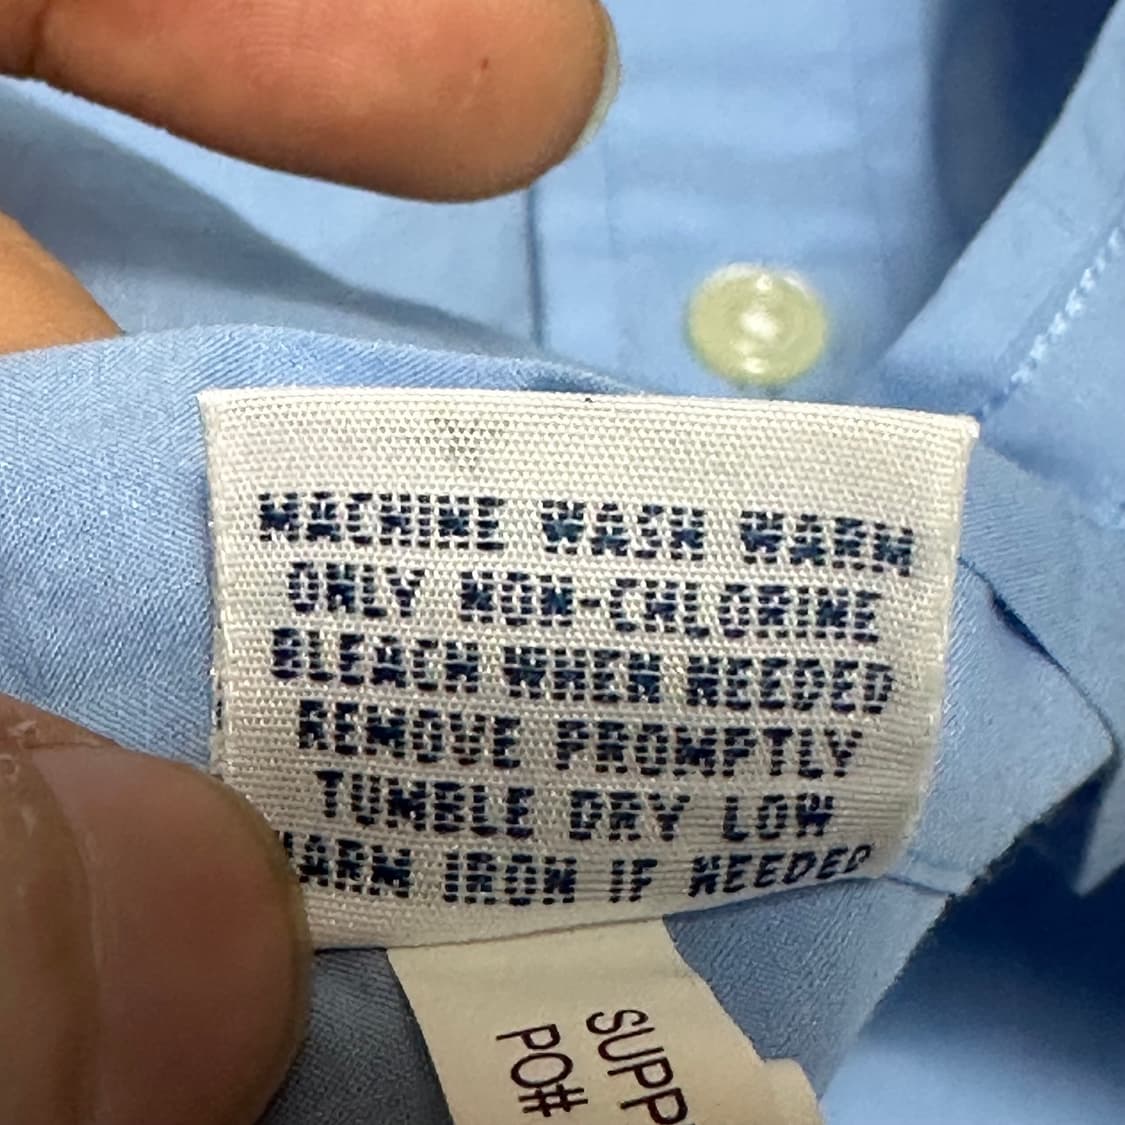 MACHINE WASH WARM
ONLY NON-CHLORINE
BLEACH WHEN NEEDED
REMOVE PROMPTLY
TUMBLE DRY LOW
WARM IRON IF NEEDED
SUPP
PO#